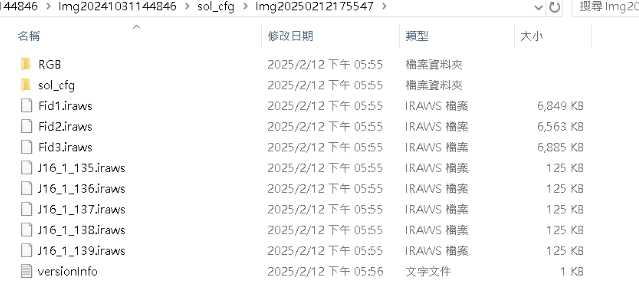 144846 > Img20241031144846 > sol_cfg > Img20250212175547 > 搜尋 Img20
名稱 修改日期 類型 大小
RGB 2025/2/12 下午 05:55 檔案資料夾
sol_cfg 2025/2/12 下午 05:55 檔案資料夾
Fid1.iraws 2025/2/12 下午 05:55 IRAWS 檔案 6,849 KB
Fid2.iraws 2025/2/12 下午 05:55 IRAWS 檔案 6,563 KB
Fid3.iraws 2025/2/12 下午 05:55 IRAWS 檔案 6,885 KB
J16_1_135.iraws 2025/2/12 下午 05:55 IRAWS 檔案 125 KB
J16_1_136.iraws 2025/2/12 下午 05:55 IRAWS 檔案 125 KB
J16_1_137.iraws 2025/2/12 下午 05:55 IRAWS 檔案 125 KB
J16_1_138.iraws 2025/2/12 下午 05:55 IRAWS 檔案 125 KB
J16_1_139.iraws 2025/2/12 下午 05:55 IRAWS 檔案 125 KB
versionInfo 2025/2/12 下午 05:56 文字文件 1 KB